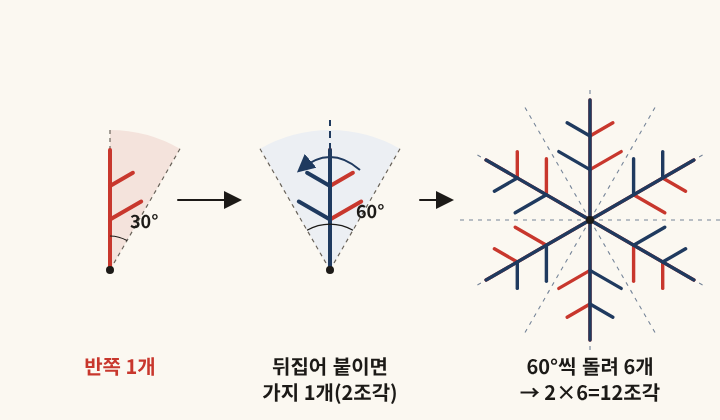 30°
60°
반쪽 1개
뒤집어 붙이면
가지 1개(2조각)
60°씩 돌려 6개
→ 2×6=12조각